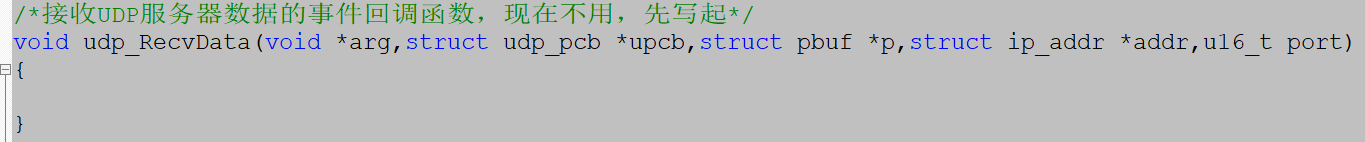 /*接收UDP服务器数据的事件回调函数，现在不用，先写起*/
void udp_RecvData(void *arg,struct udp_pcb *upcb,struct pbuf *p,struct ip_addr *addr,u16_t port)
{
}